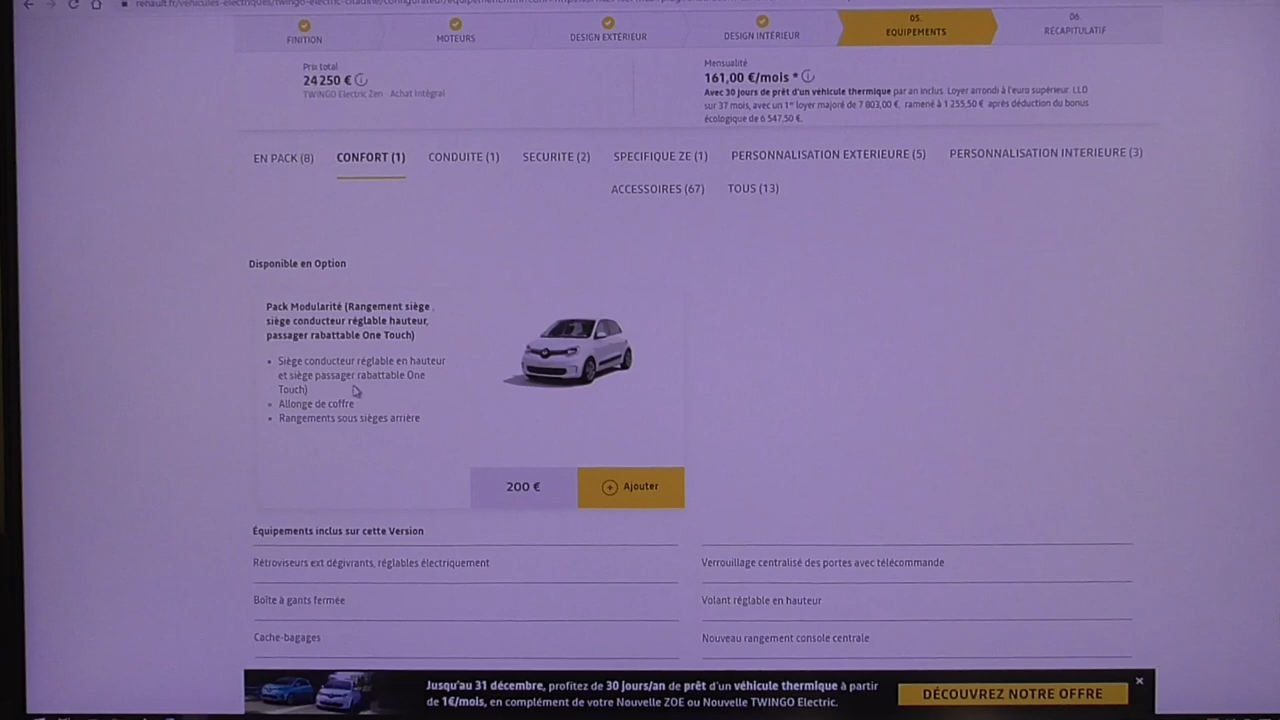 FINITION
MOTEURS
DESIGN EXTÉRIEUR
DESIGN INTÉRIEUR
05.
EQUIPEMENTS
06.
RÉCAPITULATIF
Prix total
24 250 €
TWINGO Electric Zen - Achat Intégral
Mensualité
161,00 €/mois *
Avec 30 jours de prêt d'un véhicule thermique par an inclus. Loyer arrondi à l'euro supérieur. LLD
sur 37 mois, avec un 1er loyer majoré de 7 803,00 €, ramené à 1 255,50 € après déduction du bonus
écologique de 6 547,50 €.
EN PACK (8)
CONFORT (1)
CONDUITE (1)
SECURITE (2)
SPECIFIQUE ZE (1)
PERSONNALISATION EXTERIEURE (5)
PERSONNALISATION INTERIEURE (3)
ACCESSOIRES (67)
TOUS (13)
Disponible en Option
Pack Modularité (Rangement siège ,
siège conducteur réglable hauteur,
passager rabattable One Touch)
Siège conducteur réglable en hauteur
et siège passager rabattable One
Touch)
Allonge de coffre
Rangements sous sièges arrière
200 €
Ajouter
Équipements inclus sur cette Version
Rétroviseurs ext dégivrants, réglables électriquement
Verrouillage centralisé des portes avec télécommande
Boîte à gants fermée
Volant réglable en hauteur
Cache-bagages
Nouveau rangement console centrale
Jusqu'au 31 décembre, profitez de 30 jours/an de prêt d'un véhicule thermique à partir
de 1€/mois, en complément de votre Nouvelle ZOE ou Nouvelle TWINGO Electric.
DÉCOUVREZ NOTRE OFFRE